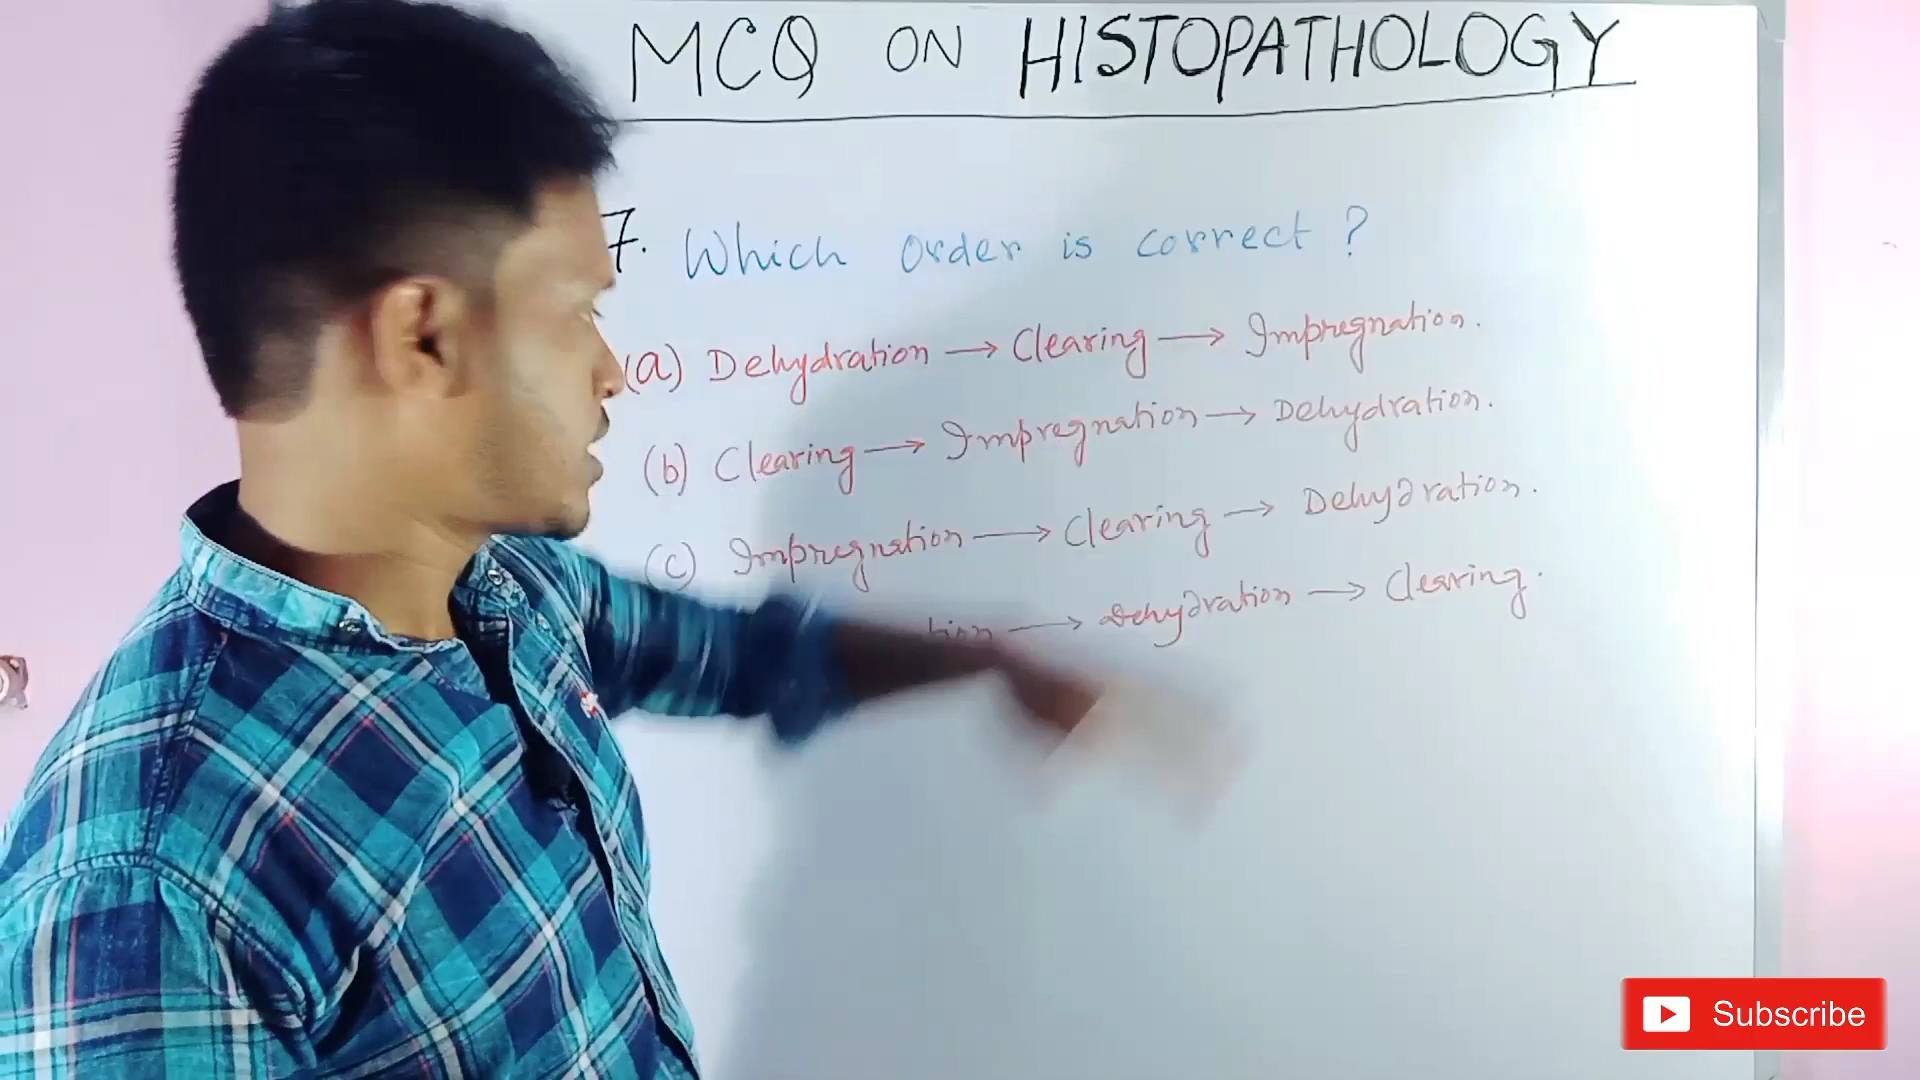 MCQ ON HISTOPATHOLOGY
7. Which order is correct?
(a) Dehydration → Clearing → Impregnation.
(b) Clearing → Impregnation → Dehydration.
(c) Impregnation → Clearing → Dehydration.
→ Dehydration → Clearing.
Subscribe